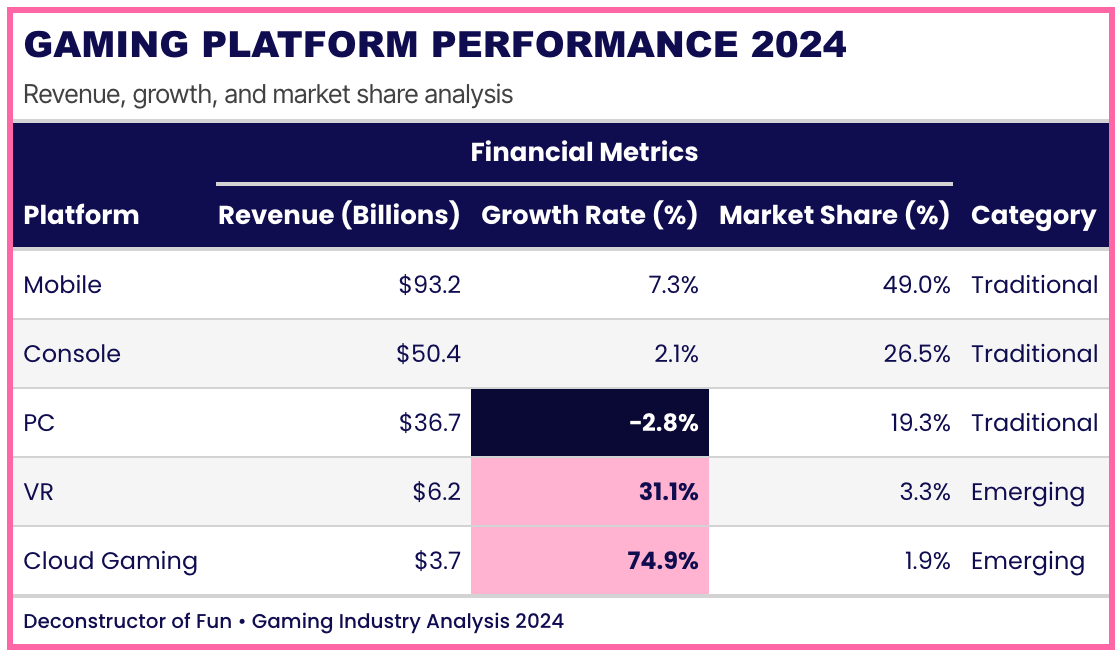 GAMING PLATFORM PERFORMANCE 2024
Revenue, growth, and market share analysis
Financial Metrics
Platform Revenue (Billions) Growth Rate (%) Market Share (%) Category
Mobile $93.2 7.3% 49.0% Traditional
Console $50.4 2.1% 26.5% Traditional
PC $36.7 -2.8% 19.3% Traditional
VR $6.2 31.1% 3.3% Emerging
Cloud Gaming $3.7 74.9% 1.9% Emerging
Deconstructor of Fun • Gaming Industry Analysis 2024